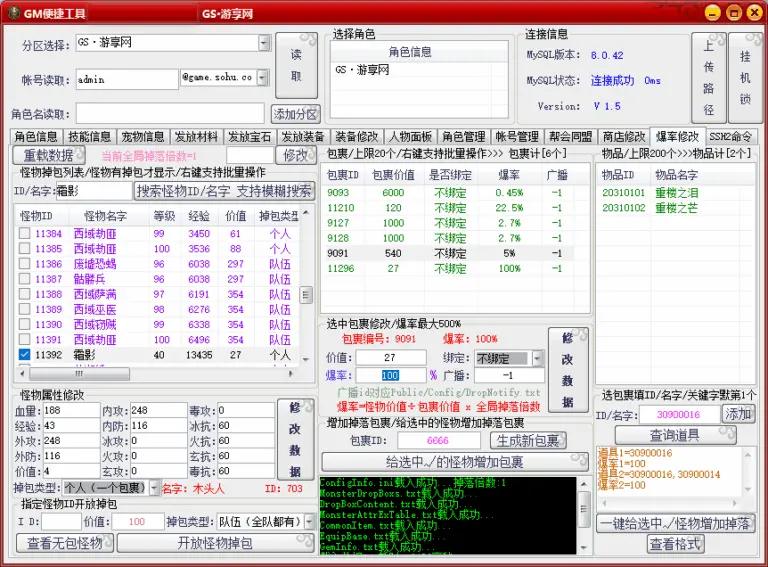 GM便捷工具
GS·游享网
分区选择:
GS·游享网
读取
帐号读取:
admin
@game.sohu.co
角色名读取:
添加分区
选择角色
角色信息
GS·游享网
连接信息
MySQL版本: 8.0.42
MySQL状态: 连接成功 0ms
Version: V 1.5
上传路径
挂机锁
角色信息 技能信息 宠物信息 发放材料 发放宝石 发放装备 装备修改 人物面板 角色管理 帐号管理 帮会同盟 商店修改 爆率修改 SSH2命令
重载数据
当前全局掉落倍数=1
修改
怪物掉包列表/怪物有掉包才显示/右键支持批量操作
ID/名字:
霜影
搜索怪物ID/名字 支持模糊搜索
怪物ID 怪物名字 等级 经验 价值 掉包类型
11384 西域劫匪 99 3450 61 个人
11385 西域劫匪 100 3536 88 个人
11386 废墟恐蝎 96 6038 297 队伍
11387 骷髅兵 96 6038 297 队伍
11388 西域萨满 97 6191 354 队伍
11389 西域巫医 98 6276 354 队伍
11390 西域窃贼 99 6338 354 队伍
11391 西域劫匪 100 6496 354 队伍
11392 霜影 40 13435 27 个人
包裹/上限20个/右键支持批量操作>>> 包裹计[6个]
包裹ID 包裹价值 是否绑定 爆率 广播
9093 6000 不绑定 0.45% -1
11210 120 不绑定 22.5% -1
9127 1000 不绑定 2.7% -1
9128 1000 不绑定 2.7% -1
9091 540 不绑定 5% -1
11296 27 不绑定 100% -1
物品/上限200个>>>物品计[2个]
物品ID 物品名字
20310101 重楼之泪
20310102 重楼之芒
选中包裹修改/爆率最大500%
包裹编号: 9091 爆率: 100%
价值: 27 绑定: 不绑定
爆率: 100 % 广播: -1
修改数据
广播id对应Public/Config/DropNotify.txt
爆率=怪物价值÷包裹价值 x 全局掉落倍数
增加掉落包裹/给选中的怪物增加包裹
包裹ID: 6666 生成新包裹
给选中√的怪物增加包裹
ConfigInfo.ini载入成功... 掉落倍数:1
MonsterDropBoxs.txt载入成功...
DropBoxContent.txt载入成功...
MonsterAttrExTable.txt载入成功...
CommonItem.txt载入成功...
EquipBase.txt载入成功...
GemInfo.txt载入成功...
怪物属性修改
血量: 188 内攻: 248 毒攻: 0
经验: 43 内防: 116 冰抗: 60
外攻: 248 冰攻: 0 火抗: 60
外防: 116 火攻: 0 玄抗: 60
价值: 4 玄攻: 0 毒抗: 60
修改数据
掉包类型: 个人(一个包裹) 名字: 木头人 ID: 703
指定怪物ID开放掉包
I D: 价值: 100 掉包类型: 队伍(全队都有)
查看无包怪物
开放怪物掉包
选包裹填ID/名字/关键字默第1个
ID/名字: 30900016 添加
查询道具
道具1=30900016
爆率1=100
道具2=30900016, 30900014
爆率2=100
一键给选中√怪物增加掉落
查看格式